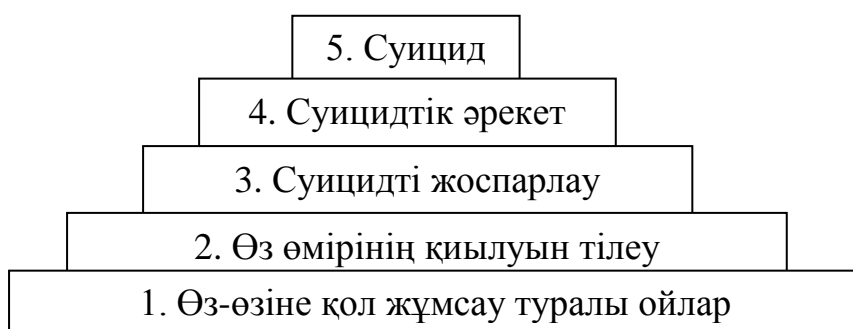 5. Суицид
4. Суицидтік әрекет
3. Суицидті жоспарлау
2. Өз өмірінің қиылуын тілеу
1. Өз-өзіне қол жұмсау туралы ойлар